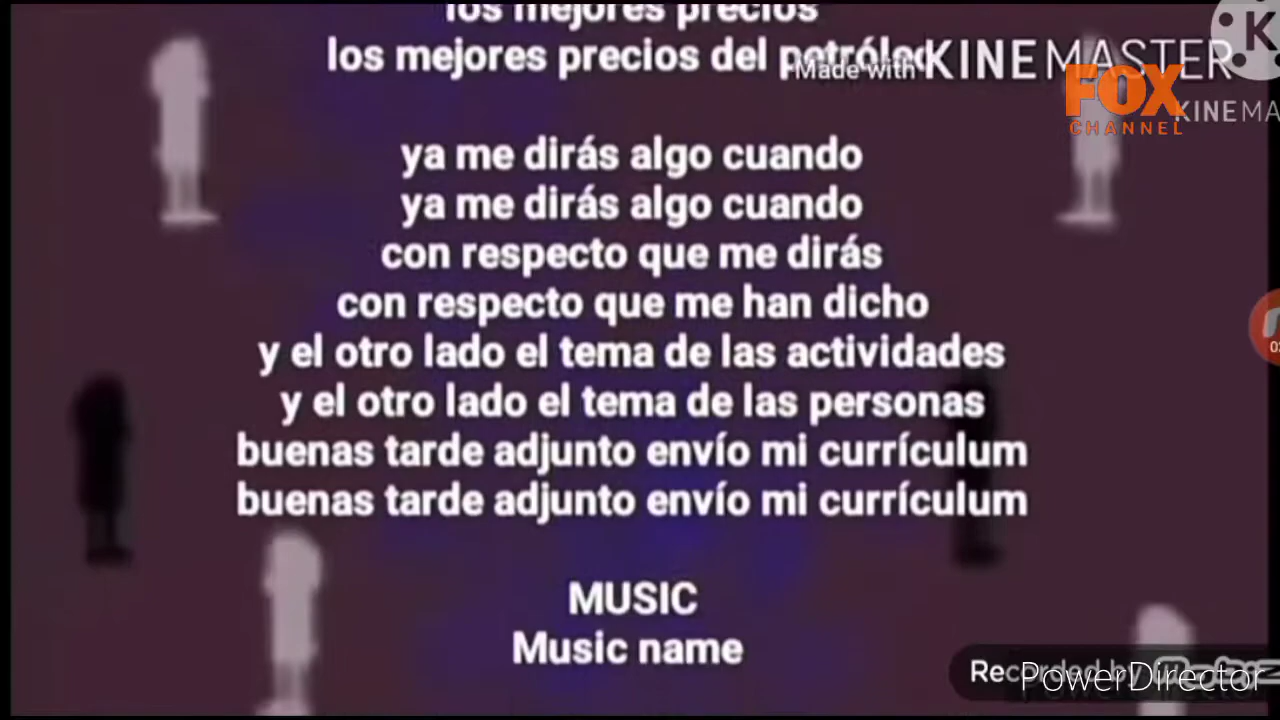 los mejores precios
los mejores precios del petróleo
Made with KINEMASTER
K
FOX
CHANNEL
KINEMA
ya me dirás algo cuando
ya me dirás algo cuando
con respecto que me dirás
con respecto que me han dicho
y el otro lado el tema de las actividades
y el otro lado el tema de las personas
buenas tarde adjunto envío mi currículum
buenas tarde adjunto envío mi currículum
MUSIC
Music name
Recorded by
PowerDirector